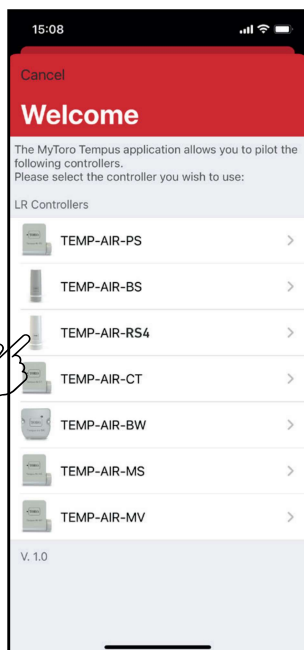 15:08
Cancel
Welcome
The MyToro Tempus application allows you to pilot the
following controllers.
Please select the controller you wish to use:
LR Controllers
TEMP-AIR-PS
TEMP-AIR-BS
TEMP-AIR-RS4
TEMP-AIR-CT
TEMP-AIR-BW
TEMP-AIR-MS
TEMP-AIR-MV
V. 1.0